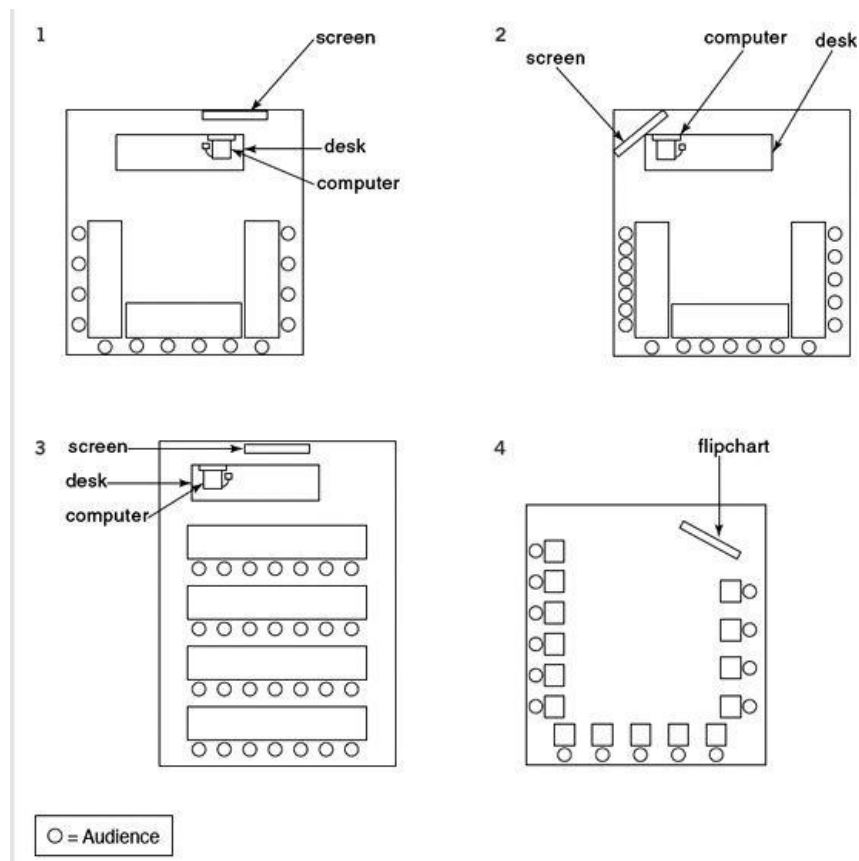 1
screen
desk
computer
2
computer
desk
screen
3
screen
desk
computer
4
flipchart
= Audience